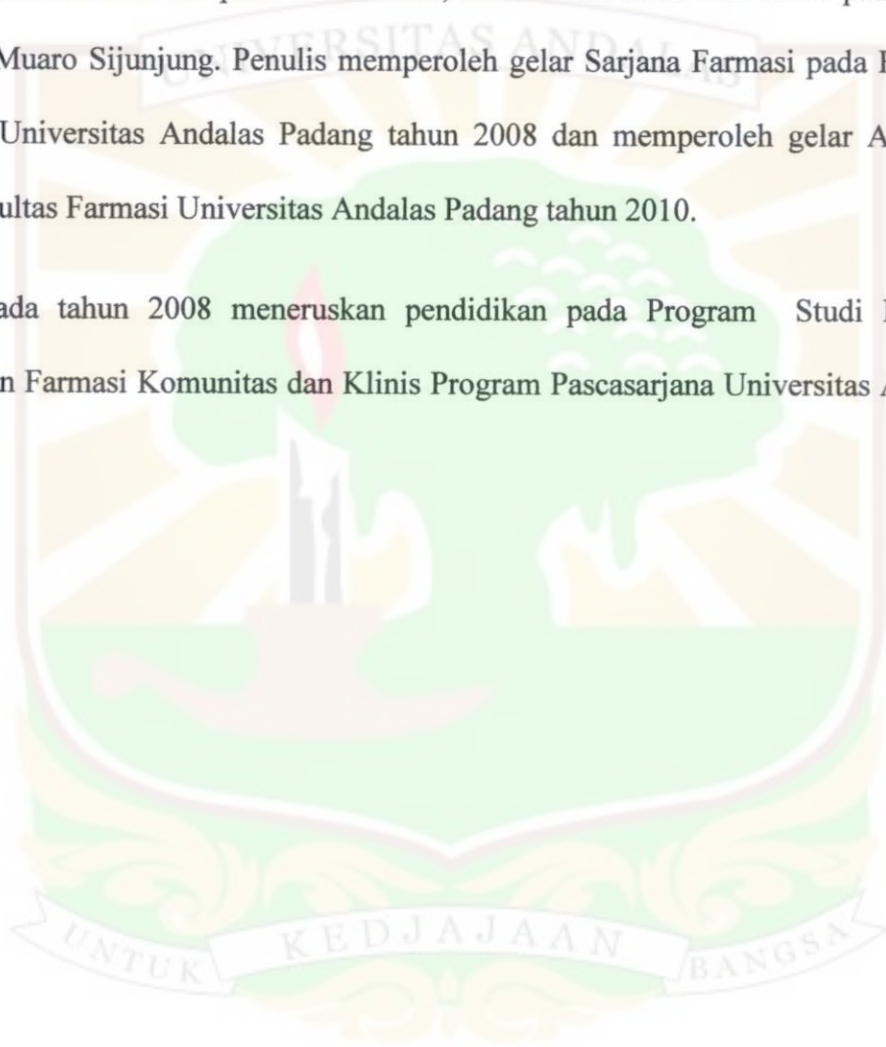 Muaro Sijunjung. Penulis memperoleh gelar Sarjana Farmasi pada
Universitas Andalas Padang tahun 2008 dan memperoleh gelar A
ultas Farmasi Universitas Andalas Padang tahun 2010.
ada tahun 2008 meneruskan pendidikan pada Program Studi
n Farmasi Komunitas dan Klinis Program Pascasarjana Universitas A
UNIVERSITAS ANDALAS
UNTUK KEDJAJAAN BANGSA